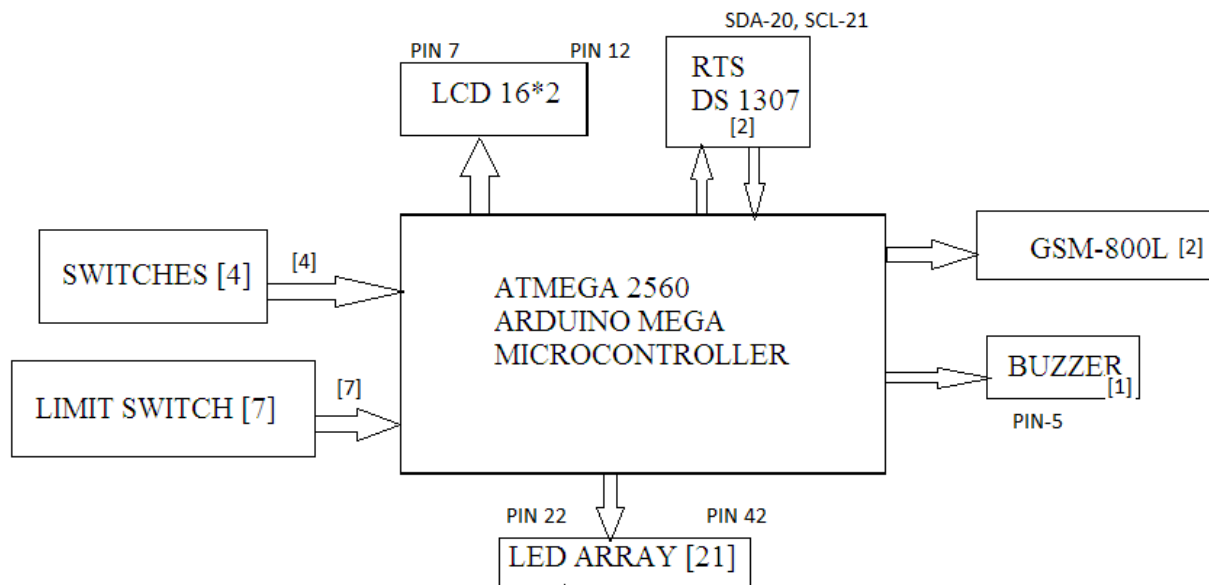 SDA-20, SCL-21
PIN 7 PIN 12
LCD 16*2
RTS
DS 1307
[2]
SWITCHES [4]
[4]
LIMIT SWITCH [7]
[7]
ATMEGA 2560
ARDUINO MEGA
MICROCONTROLLER
GSM-800L [2]
BUZZER
[1]
PIN-5
PIN 22 PIN 42
LED ARRAY [21]